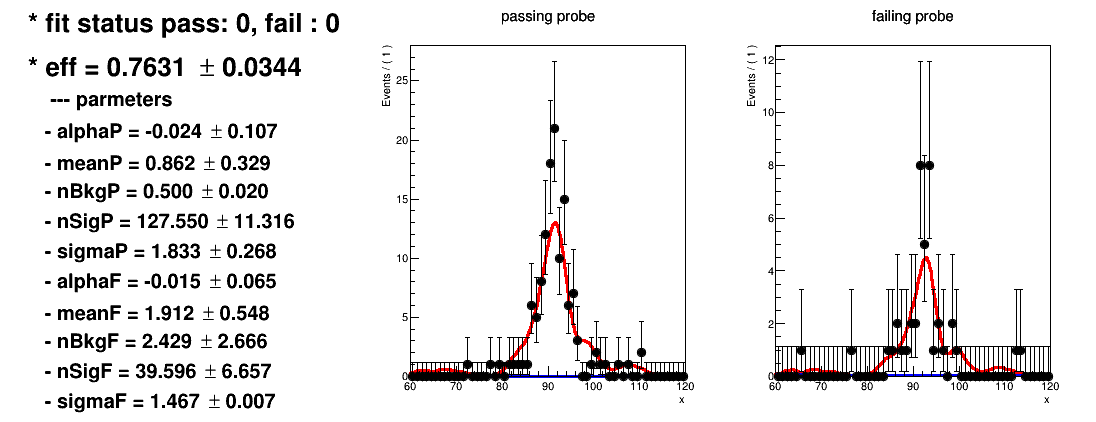 * fit status pass: 0, fail : 0
* eff = 0.7631 ± 0.0344
--- parmeters
- alphaP = -0.024 ± 0.107
- meanP = 0.862 ± 0.329
- nBkgP = 0.500 ± 0.020
- nSigP = 127.550 ± 11.316
- sigmaP = 1.833 ± 0.268
- alphaF = -0.015 ± 0.065
- meanF = 1.912 ± 0.548
- nBkgF = 2.429 ± 2.666
- nSigF = 39.596 ± 6.657
- sigmaF = 1.467 ± 0.007
passing probe
Events / ( 1 )
25
20
15
10
5
0
60 70 80 90 100 110 120
x
failing probe
Events / ( 1 )
12
10
8
6
4
2
0
60 70 80 90 100 110 120
x